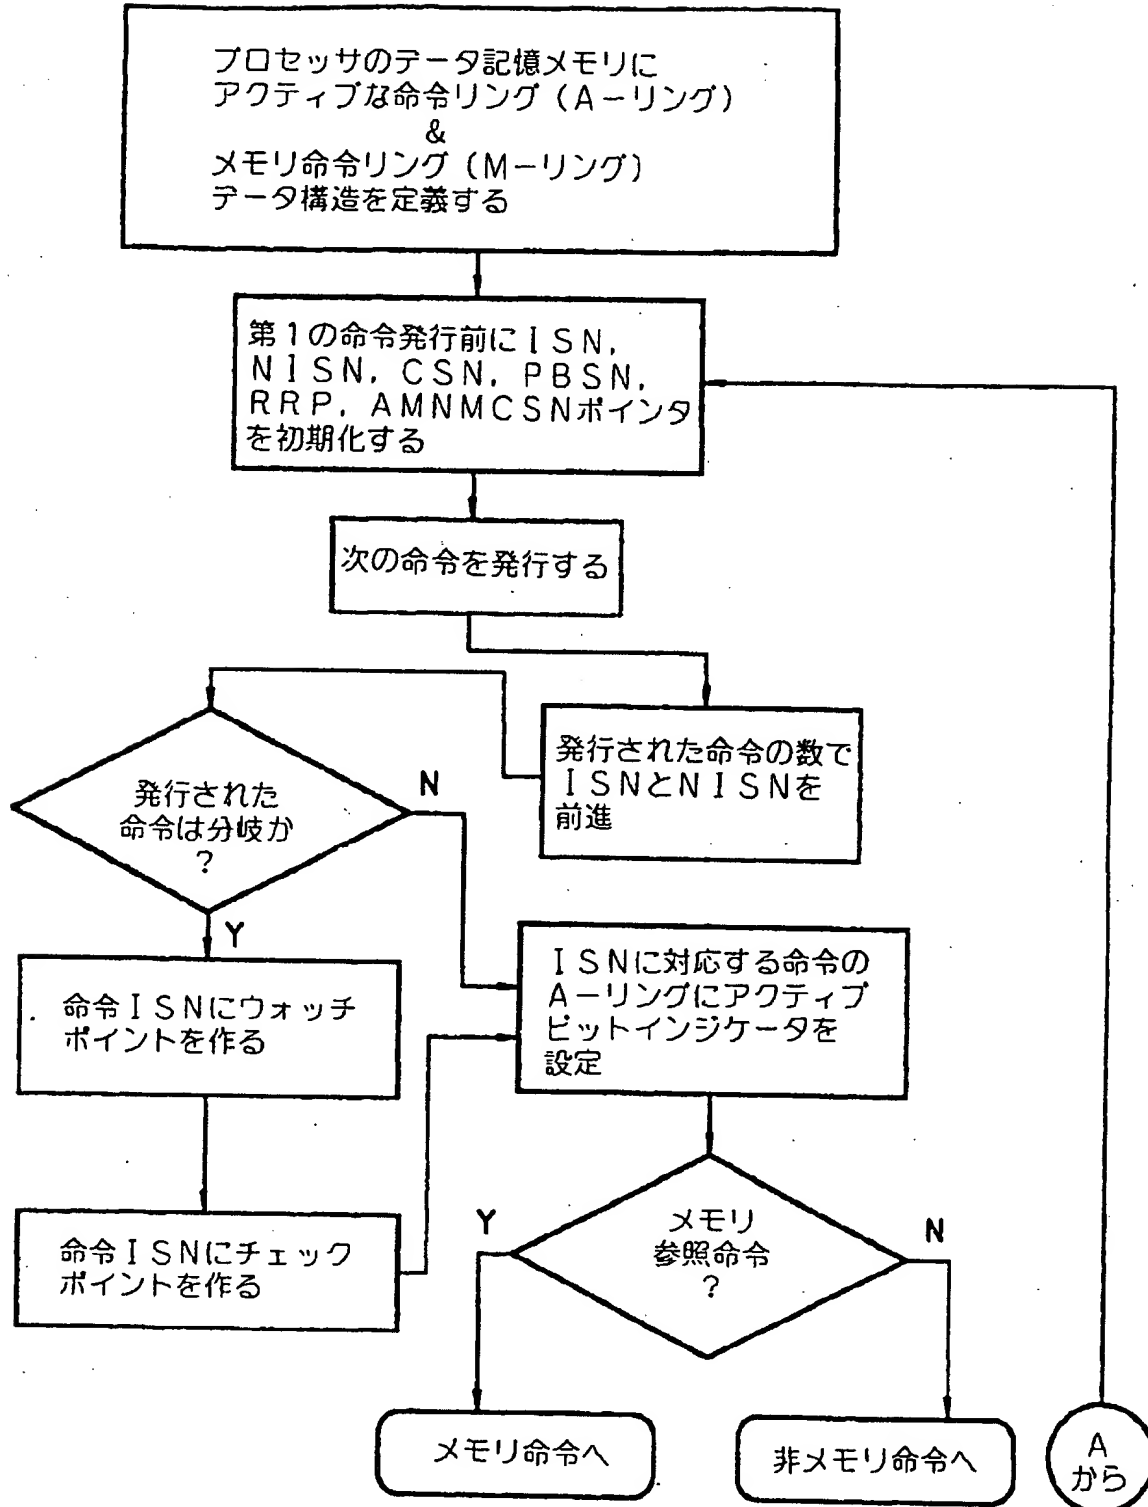 プロセッサのデータ記憶メモリに
アクティブな命令リング(A-リング)
&
メモリ命令リング(M-リング)
データ構造を定義する
第1の命令発行前にISN,
NISN, CSN, PBSN,
RRP, AMNMCSNポインタ
を初期化する
次の命令を発行する
発行された命令の数で
ISNとNISNを
前進
発行された
命令は分岐か
?
N
Y
命令ISNにウォッチ
ポイントを作る
ISNに対応する命令の
A-リングにアクティブ
ビットインジケータを
設定
命令ISNにチェック
ポイントを作る
メモリ
参照命令
?
Y
N
メモリ命令へ
非メモリ命令へ
A
から